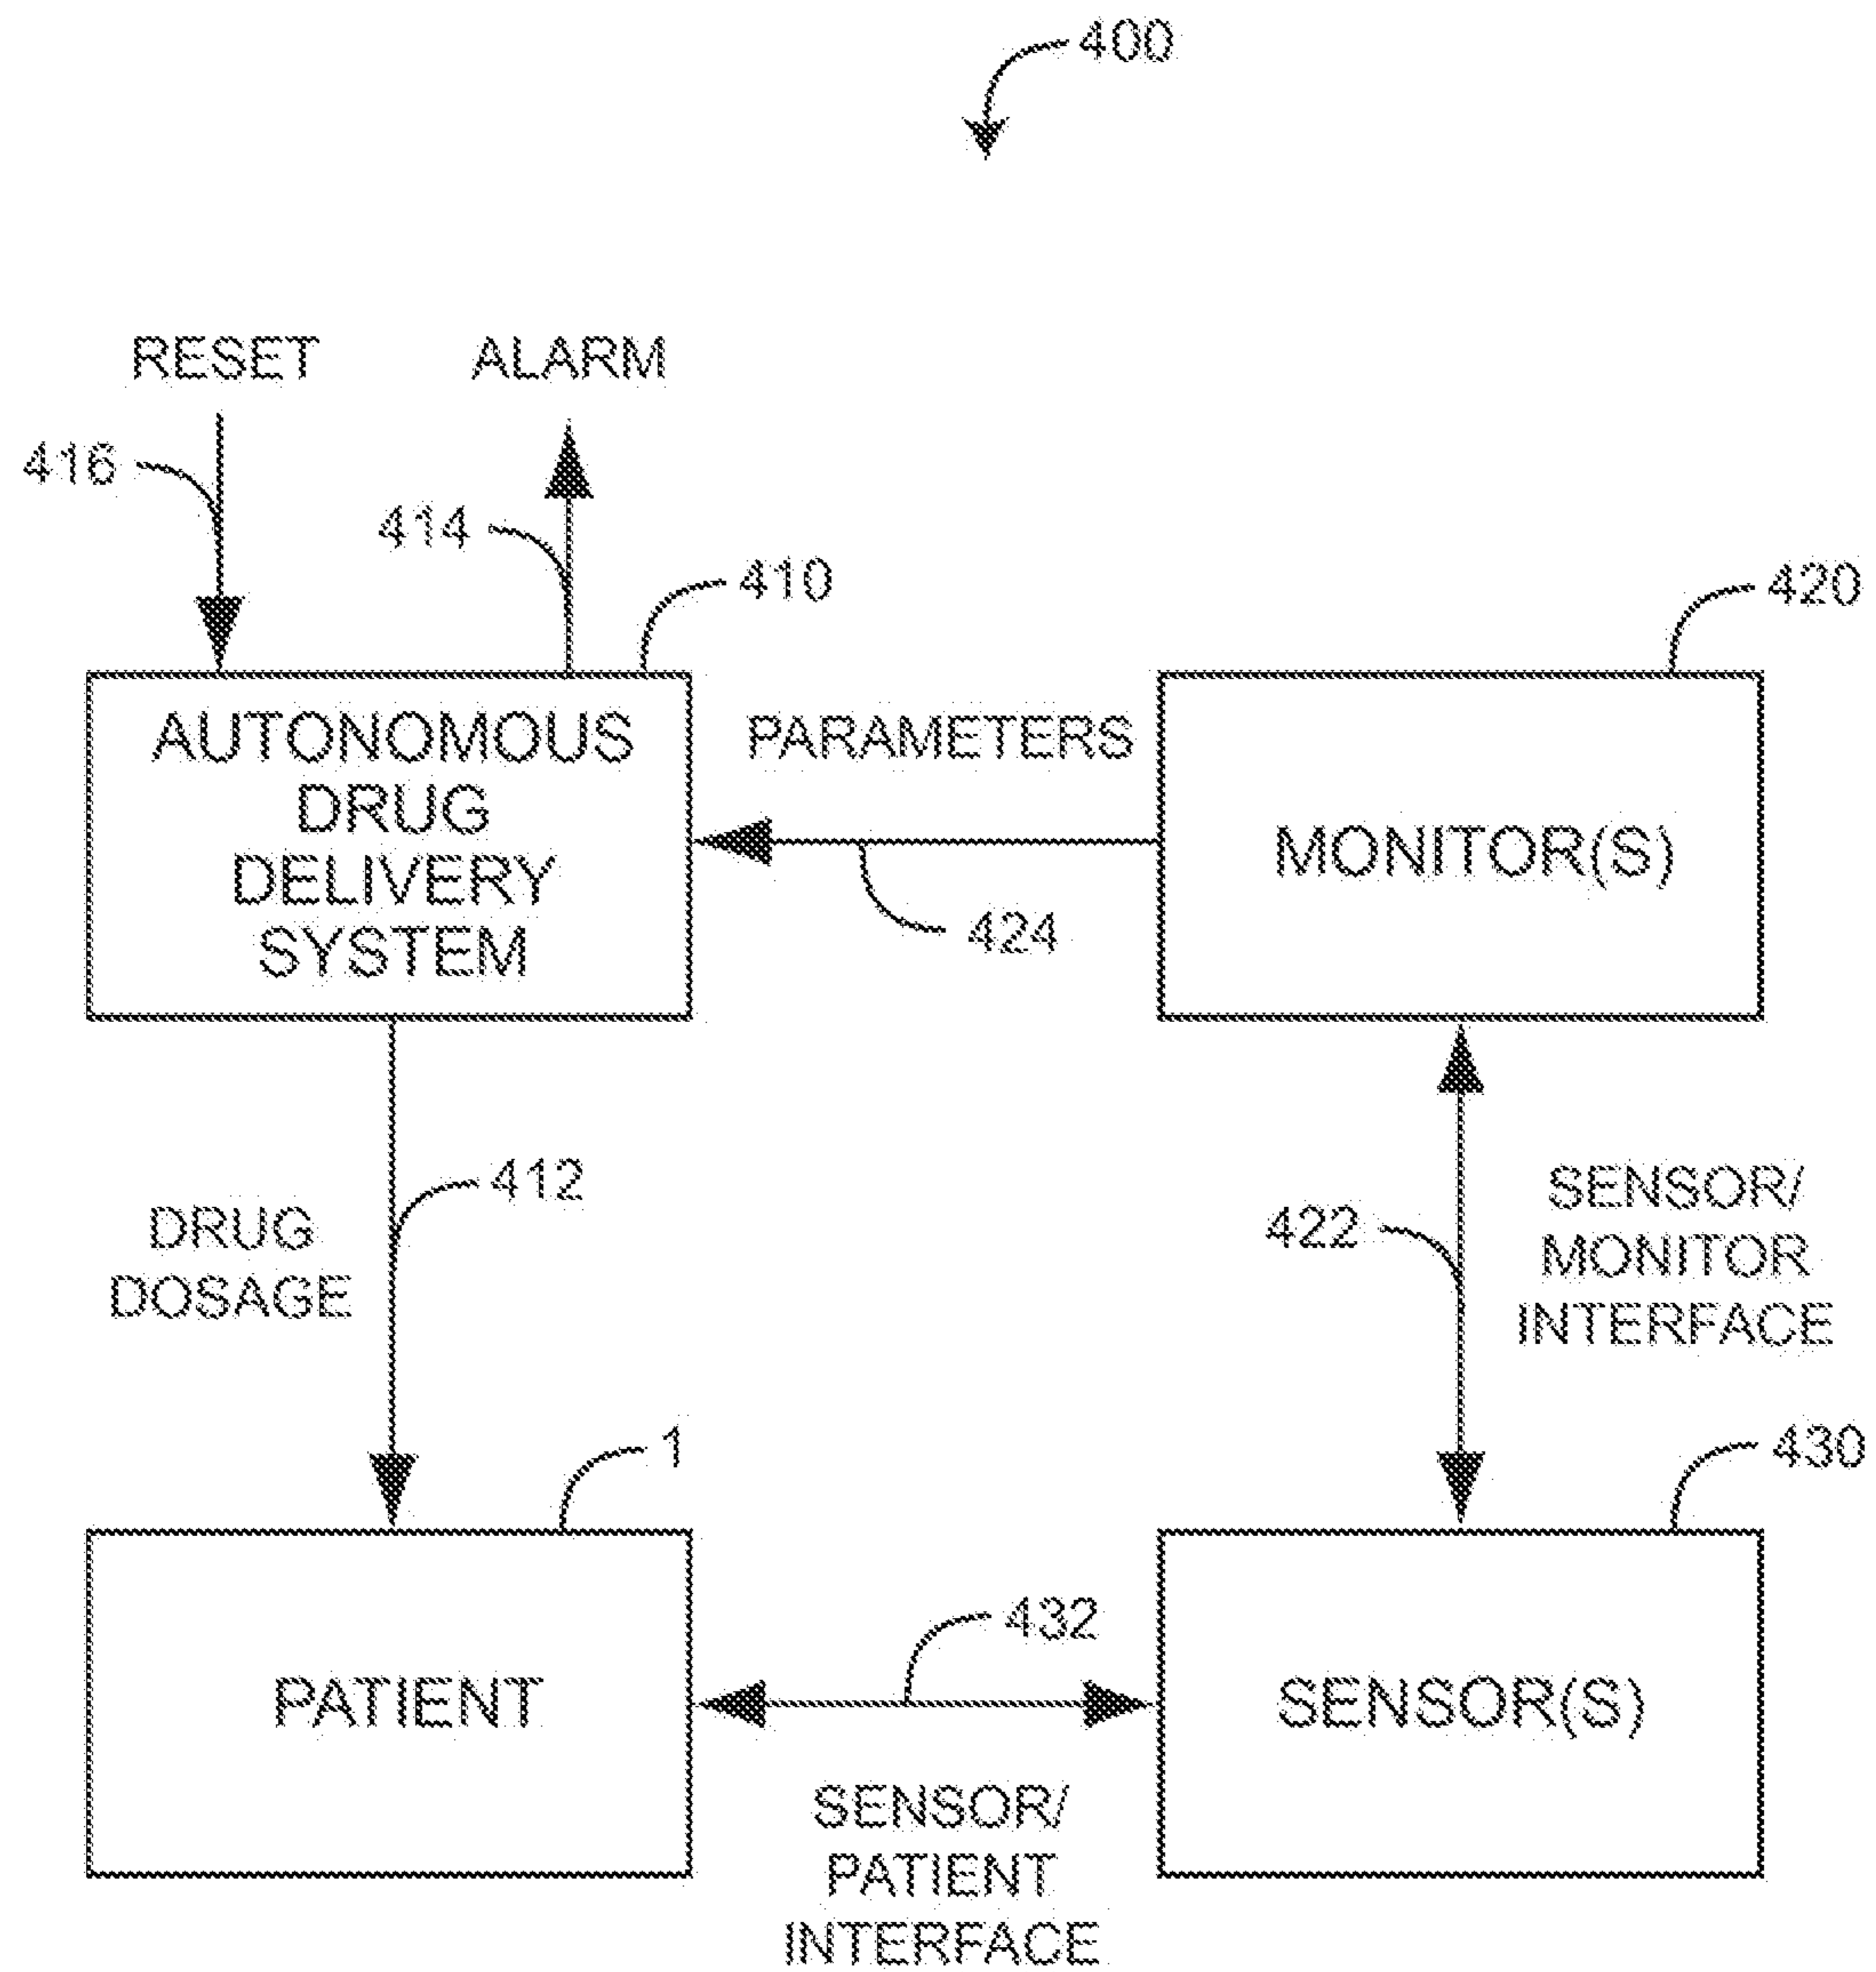 400
RESET
ALARM
416
414
410
420
AUTONOMOUS
DRUG
DELIVERY
SYSTEM
PARAMETERS
MONITOR(S)
424
412
DRUG
DOSAGE
422
SENSOR/
MONITOR
INTERFACE
1
430
432
PATIENT
SENSOR(S)
SENSOR/
PATIENT
INTERFACE